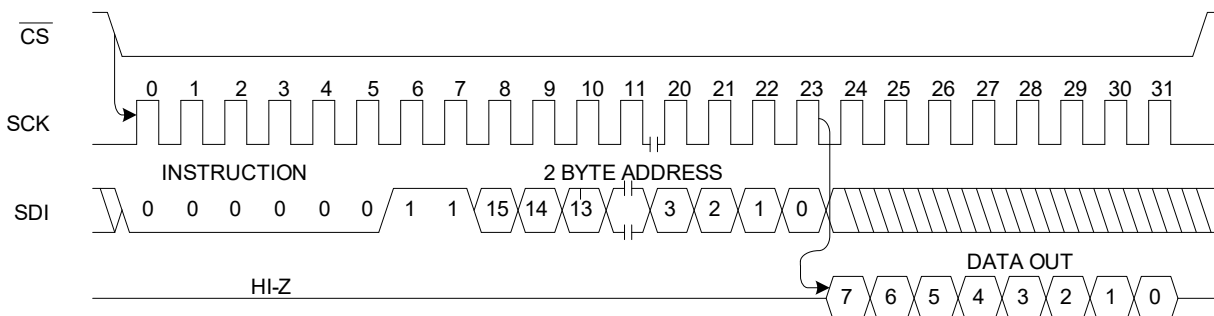 CS
0 1 2 3 4 5 6 7 8 9 10 11 20 21 22 23 24 25 26 27 28 29 30 31
SCK
INSTRUCTION 2 BYTE ADDRESS
SDI 0 0 0 0 0 0 1 1 15 14 13 3 2 1 0
DATA OUT
HI-Z
7 6 5 4 3 2 1 0